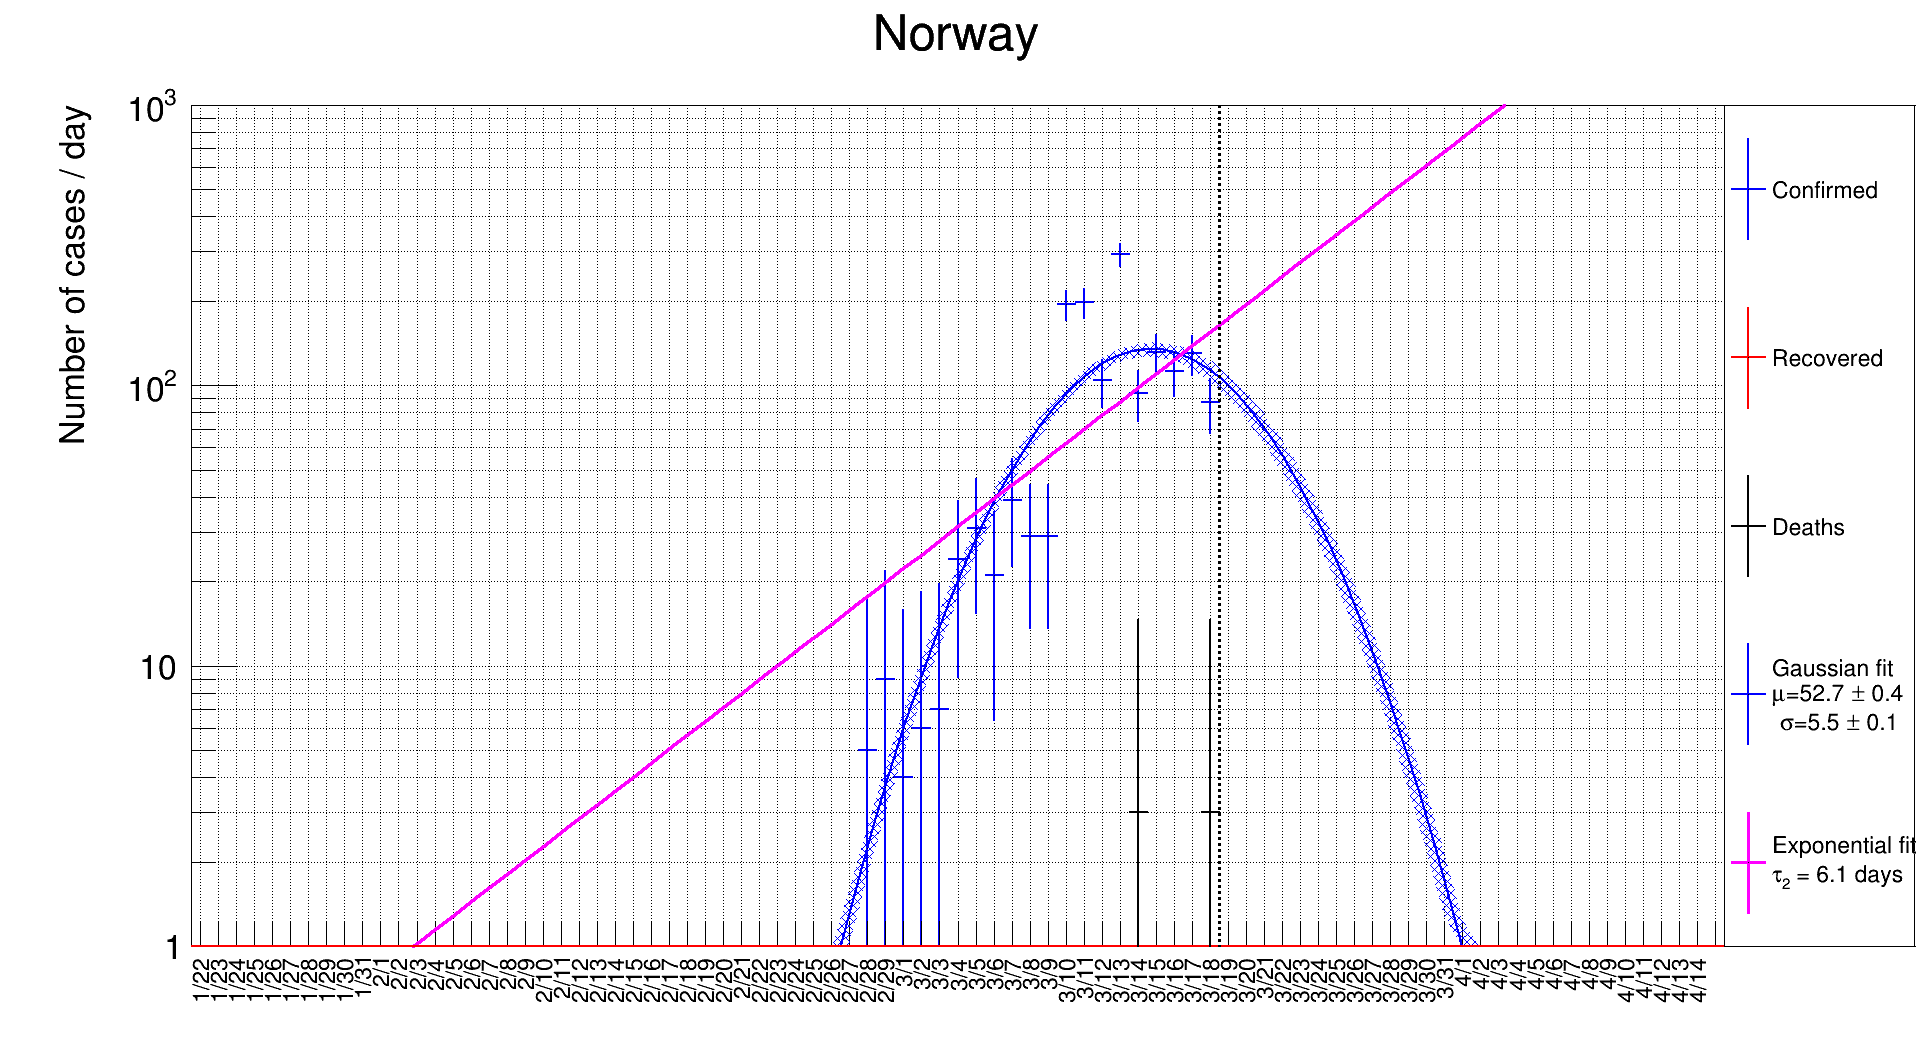 Norway
Number of cases / day
10³
10²
10
1
1/22 1/23 1/24 1/25 1/26 1/27 1/28 1/29 1/30 1/31 2/1 2/2 2/3 2/4 2/5 2/6 2/7 2/8 2/9 2/10 2/11 2/12 2/13 2/14 2/15 2/16 2/17 2/18 2/19 2/20 2/21 2/22 2/23 2/24 2/25 2/26 2/27 2/28 2/29 3/1 3/2 3/3 3/4 3/5 3/6 3/7 3/8 3/9 3/10 3/11 3/12 3/13 3/14 3/15 3/16 3/17 3/18 3/19 3/20 3/21 3/22 3/23 3/24 3/25 3/26 3/27 3/28 3/29 3/30 3/31 4/1 4/2 4/3 4/4 4/5 4/6 4/7 4/8 4/9 4/10 4/11 4/12 4/13 4/14
Confirmed
Recovered
Deaths
Gaussian fit
μ=52.7 ± 0.4
σ=5.5 ± 0.1
Exponential fit
τ₂ = 6.1 days